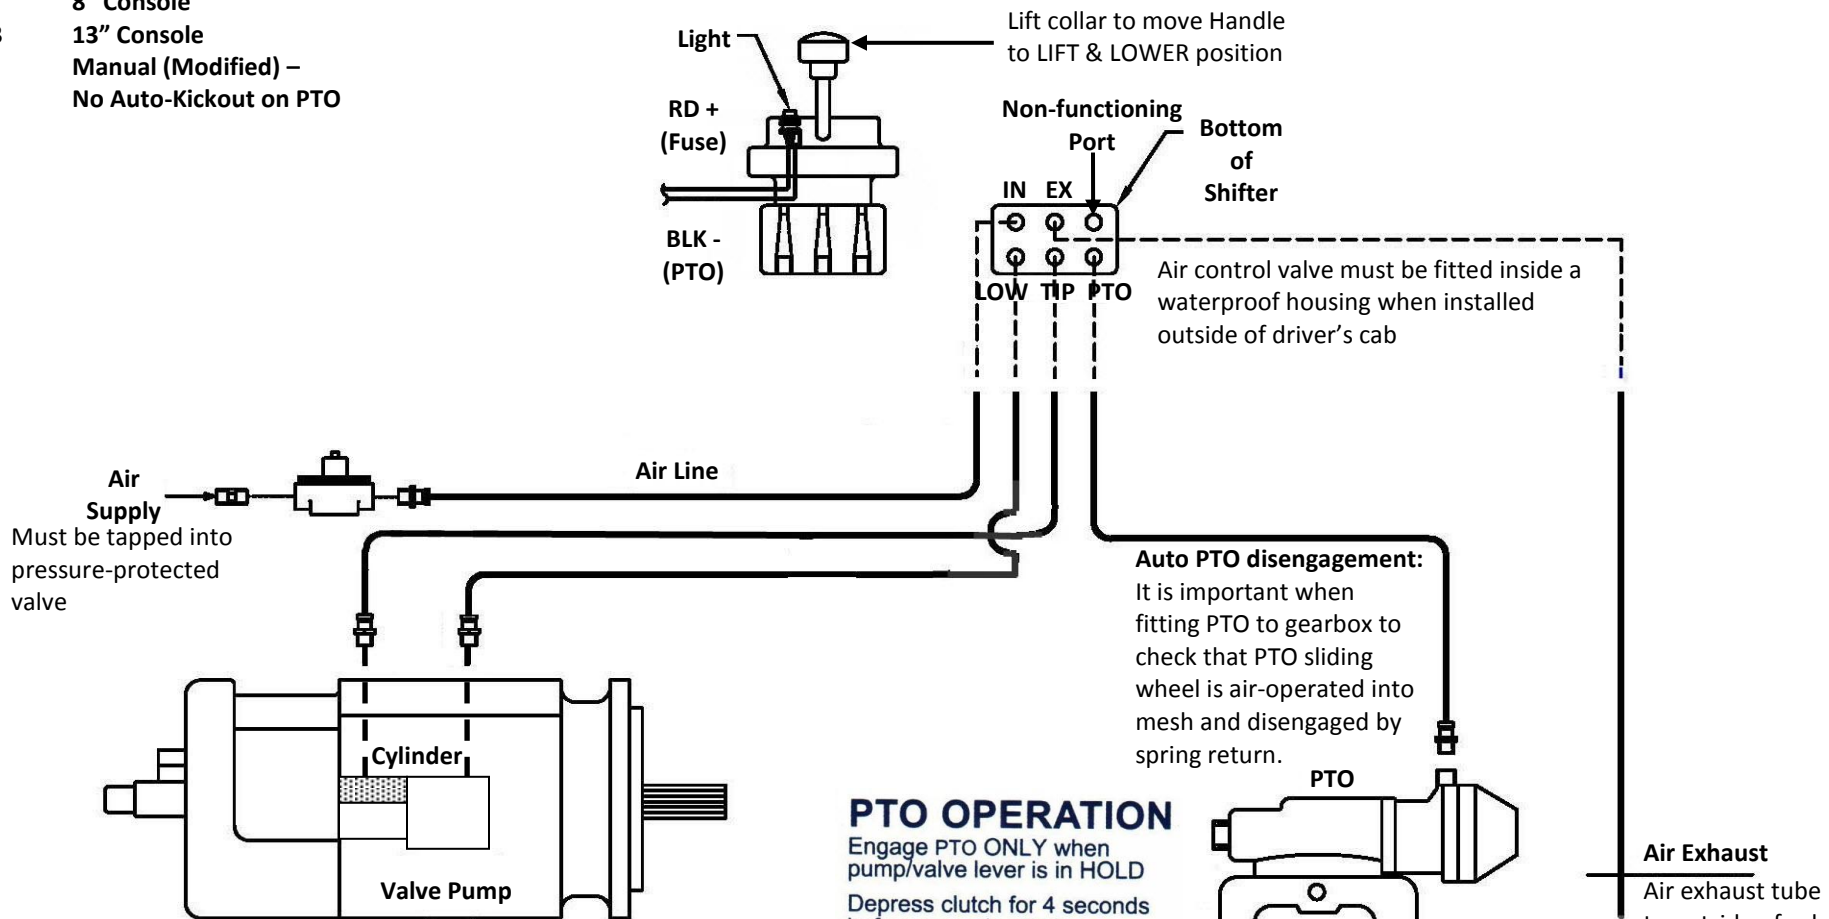 8" Console
3 13” Console
Manual (Modified) –
No Auto-Kickout on PTO
Light
Lift collar to move Handle
to LIFT & LOWER position
RD +
(Fuse)
BLK -
(PTO)
Non-functioning
Port
Bottom
of
Shifter
IN EX
LOW TIP PTO
Air control valve must be fitted inside a
waterproof housing when installed
outside of driver’s cab
Air
Supply
Must be tapped into
pressure-protected
valve
Air Line
Auto PTO disengagement:
It is important when
fitting PTO to gearbox to
check that PTO sliding
wheel is air-operated into
mesh and disengaged by
spring return.
Cylinder
Valve Pump
PTO OPERATION
Engage PTO ONLY when
pump/valve lever is in HOLD
Depress clutch for 4 seconds
PTO
Air Exhaust
Air exhaust tube